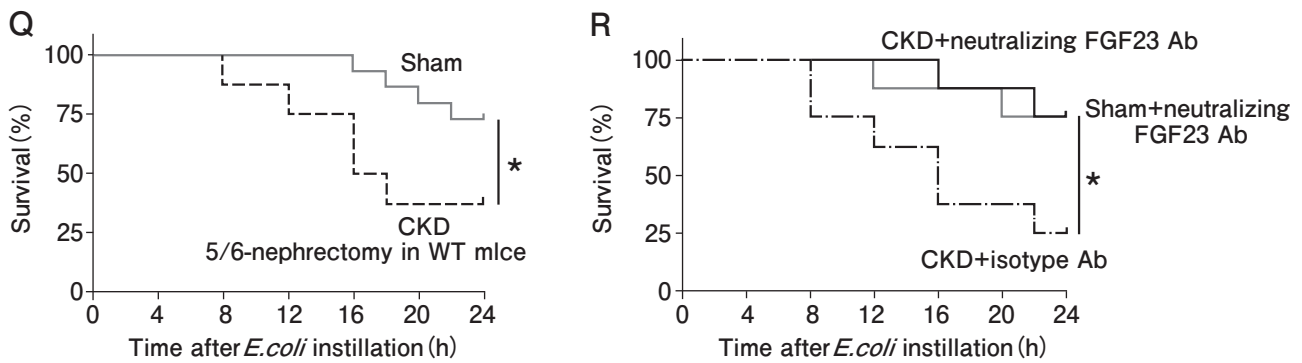 Q
100
75
50
25
0
Survival(%)
Sham
*
CKD
5/6-nephrectomy in WT mIce
0 4 8 12 16 20 24
Time after E.coli instillation(h)
R
100
75
50
25
0
Survival(%)
CKD+neutralizing FGF23 Ab
Sham+neutralizing
FGF23 Ab
*
CKD+isotype Ab
0 4 8 12 16 20 24
Time after E.coli instillation(h)